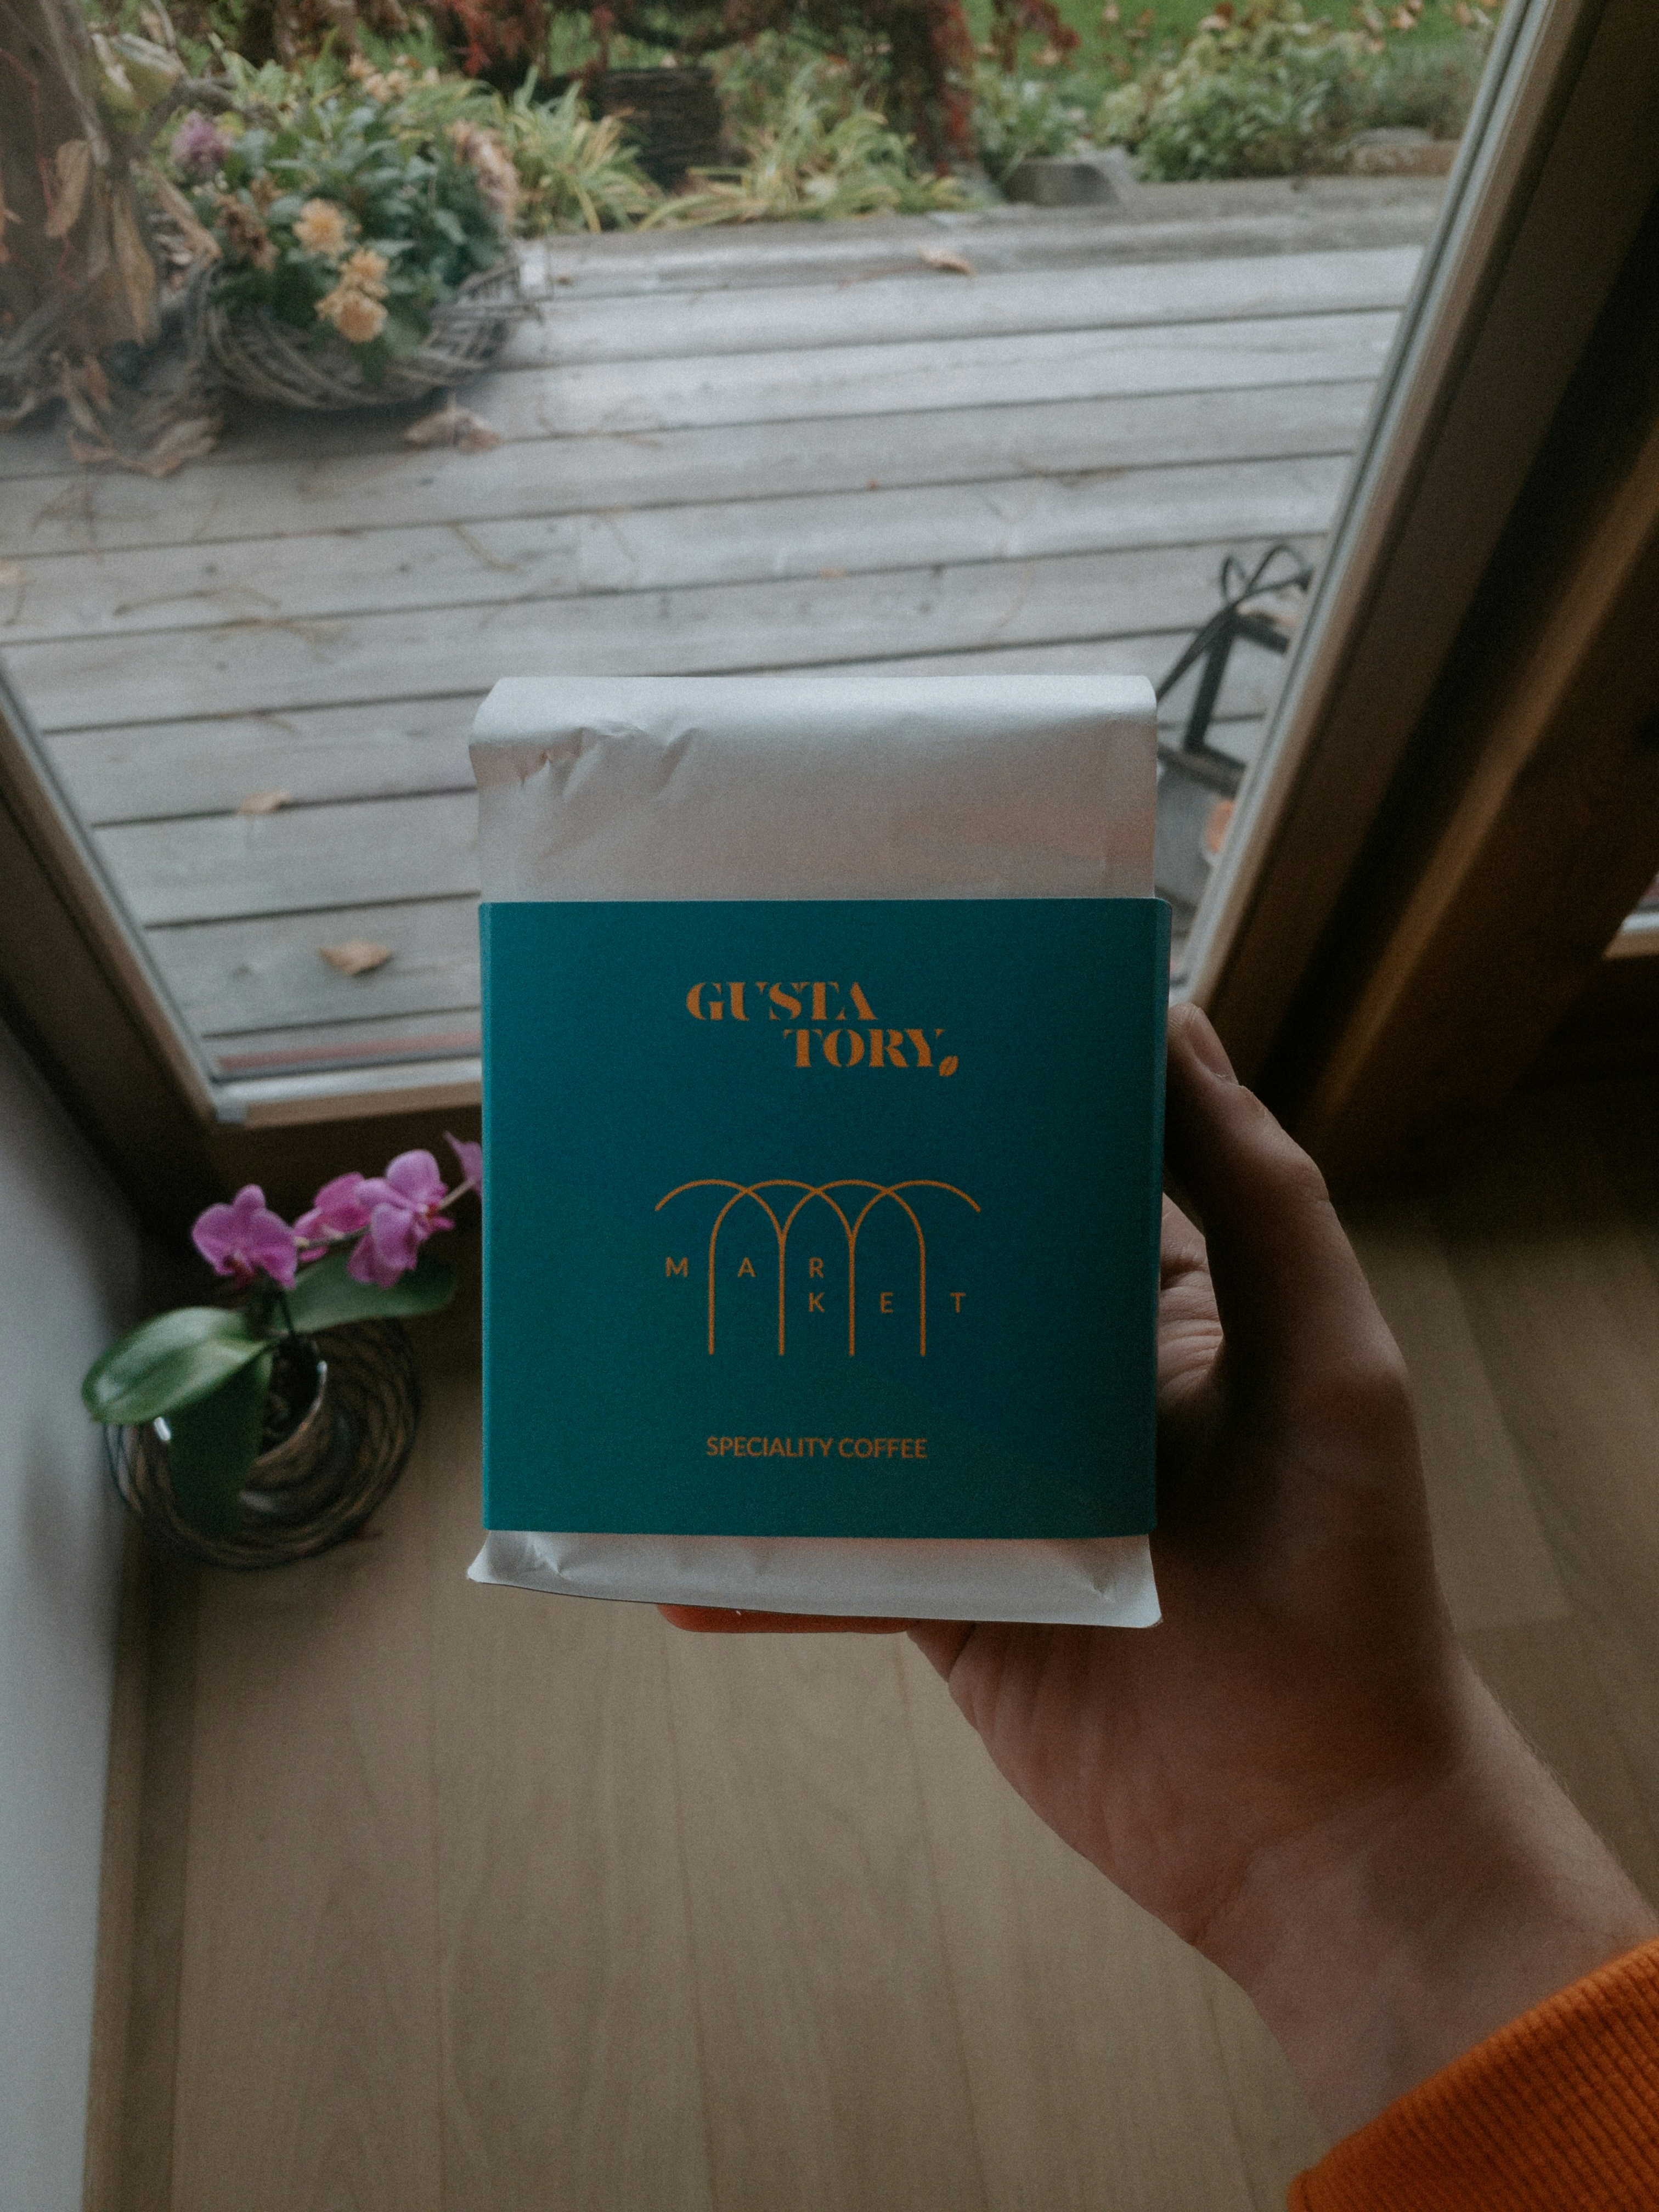 GUSTA
TORY
M A R
K E T
SPECIALITY COFFEE